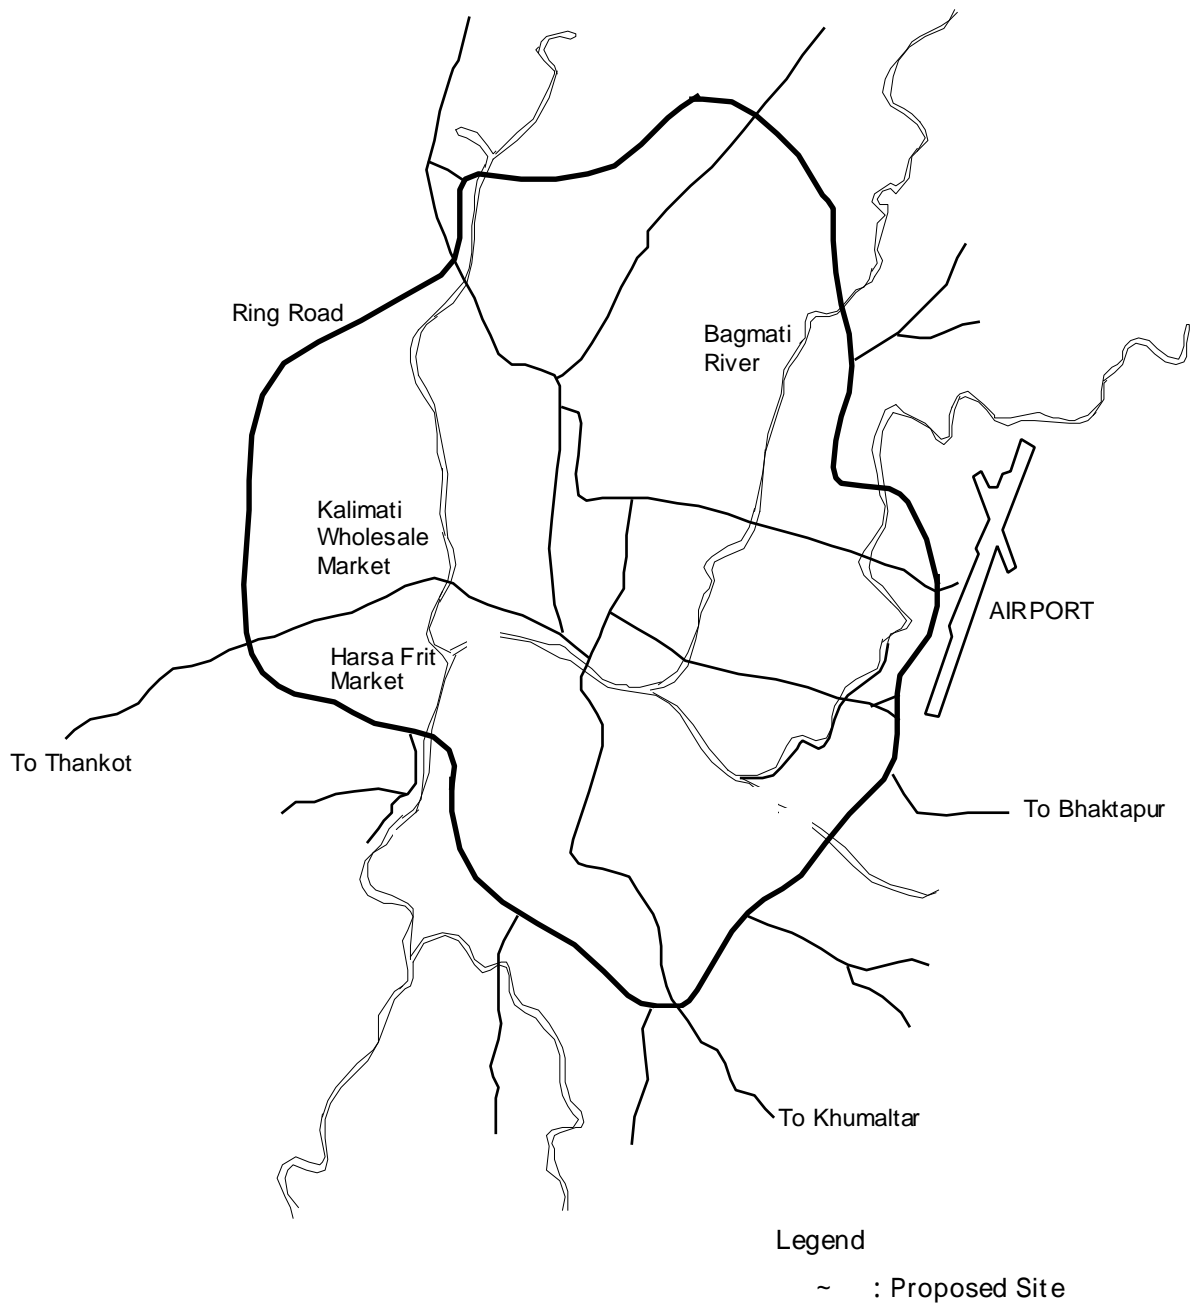 Ring Road
Bagmati
River
Kalimati
Wholesale
Market
AIRPORT
Harsa Frit
Market
To Thankot
To Bhaktapur
To Khumaltar
Legend
~ : Proposed Site